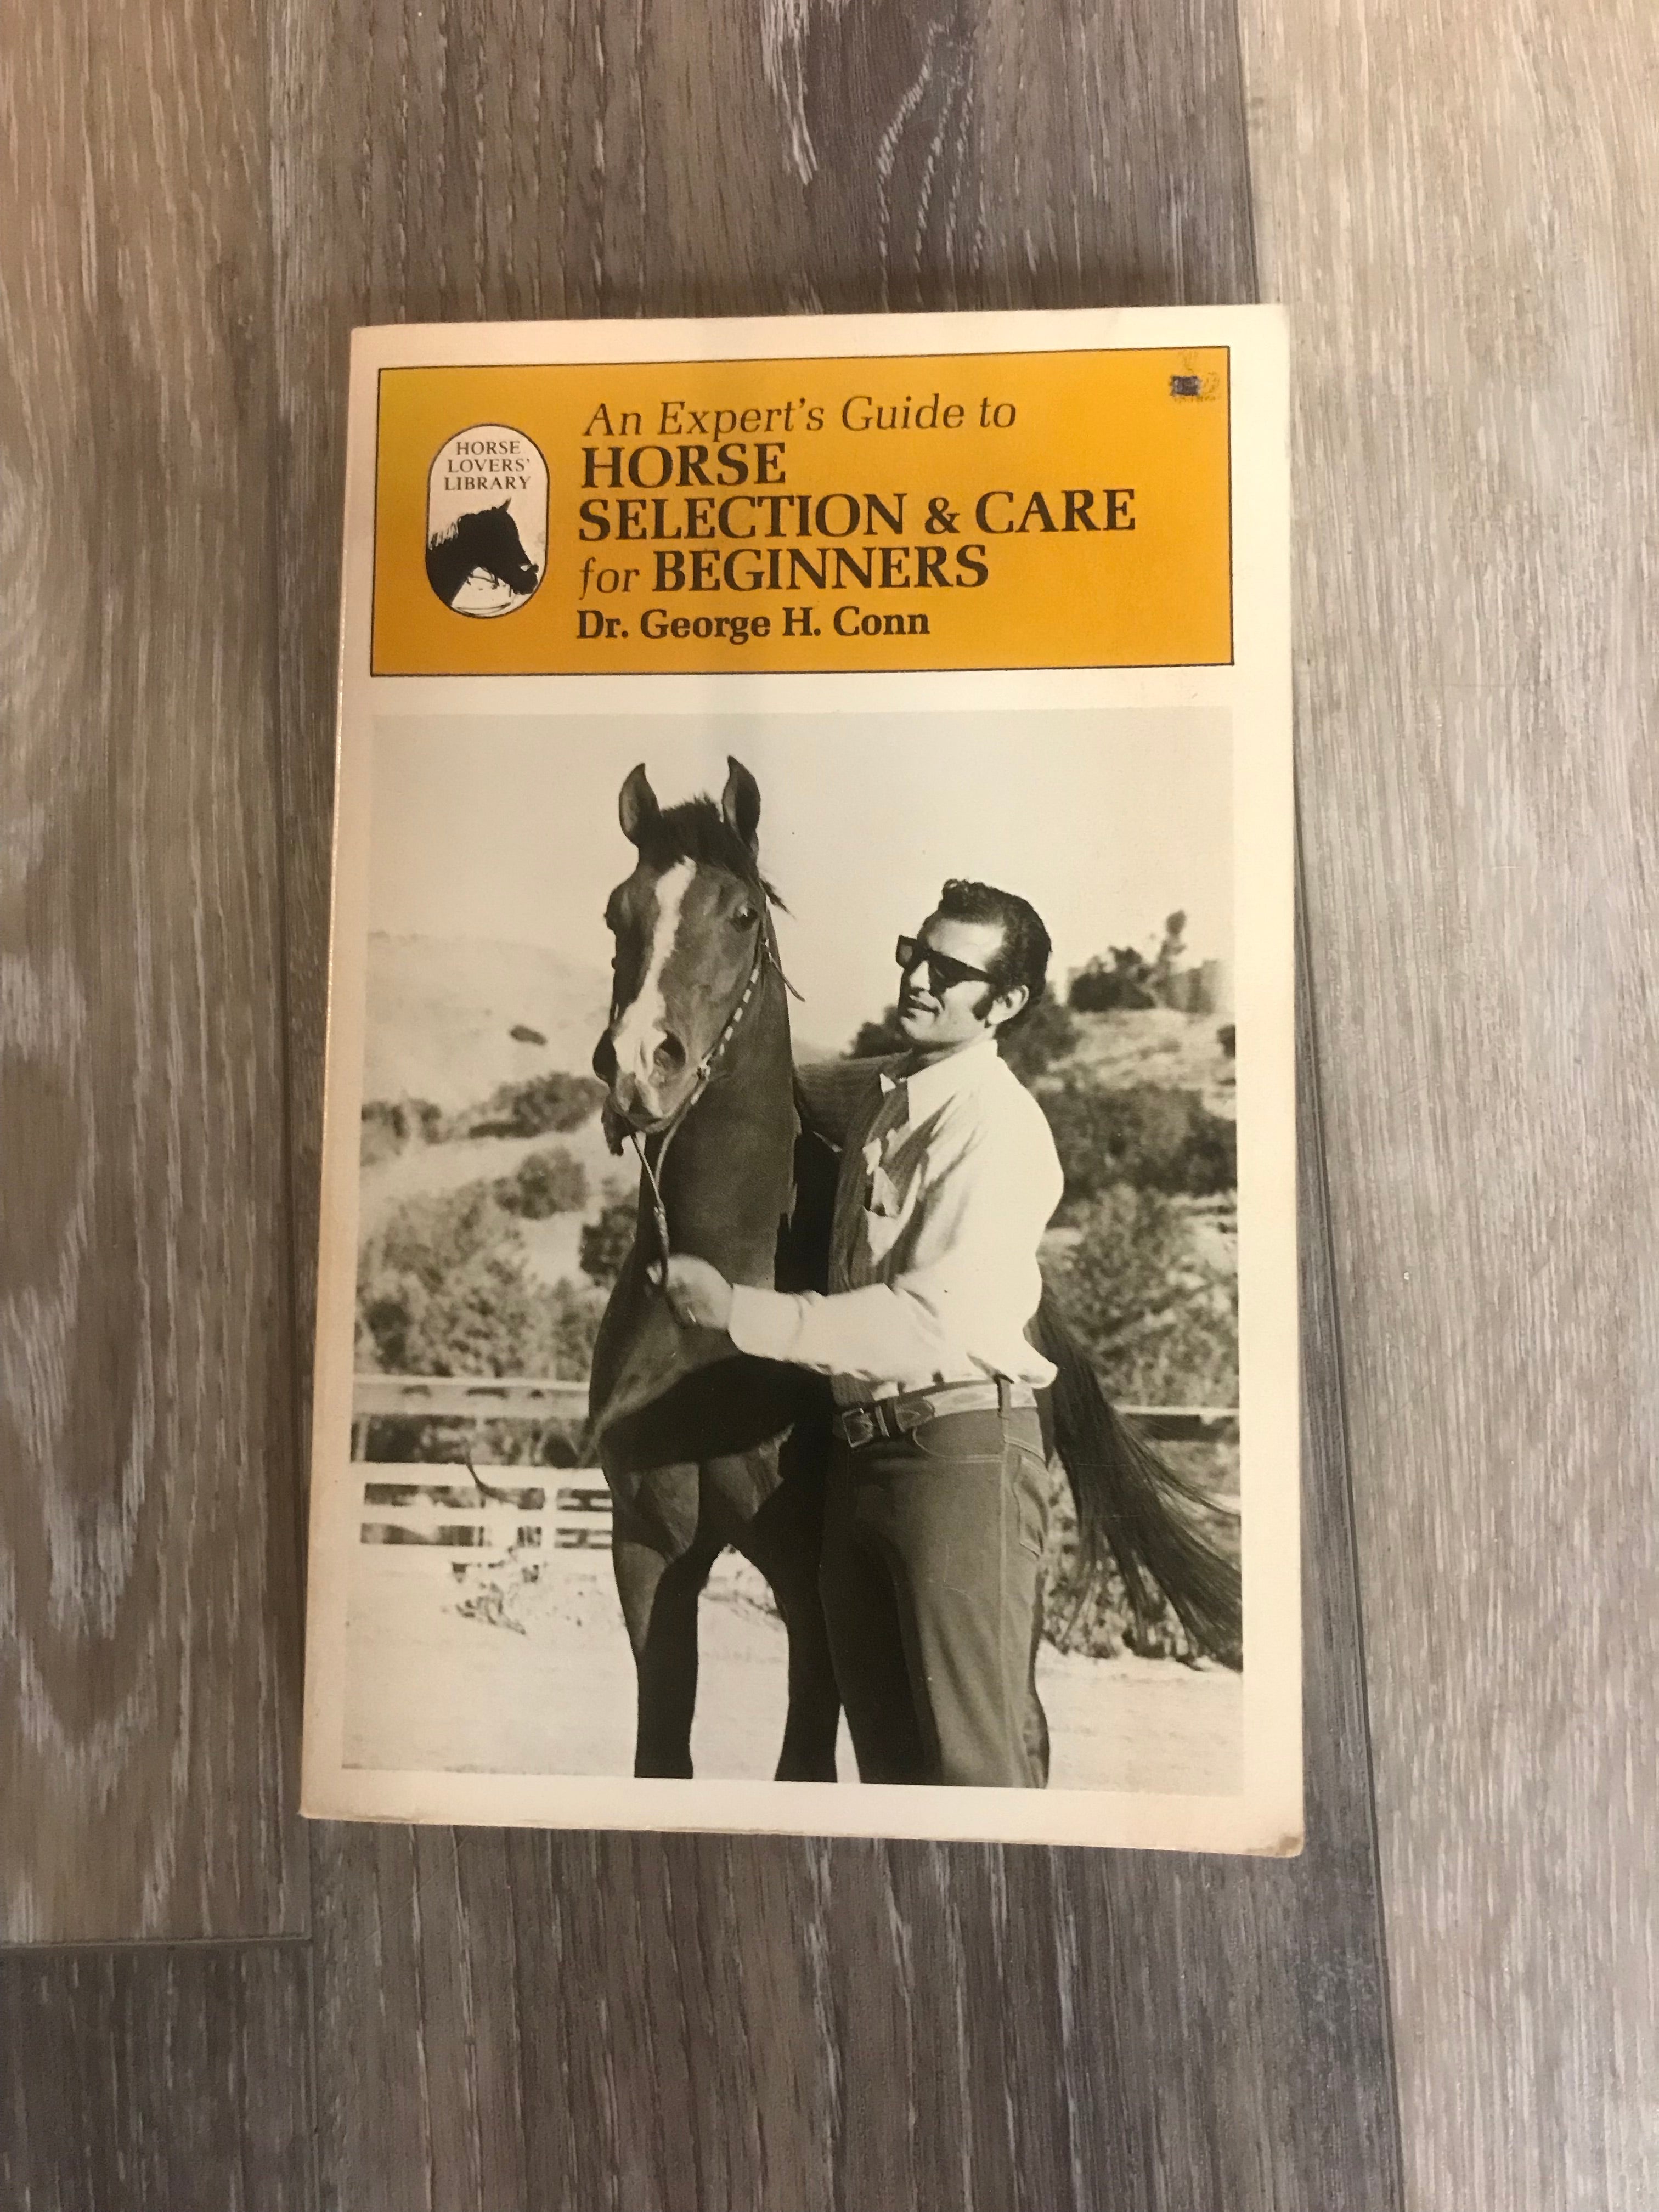 HORSE
LOVERS'
LIBRARY
An Expert's Guide to
HORSE
SELECTION & CARE
for BEGINNERS
Dr. George H. Conn